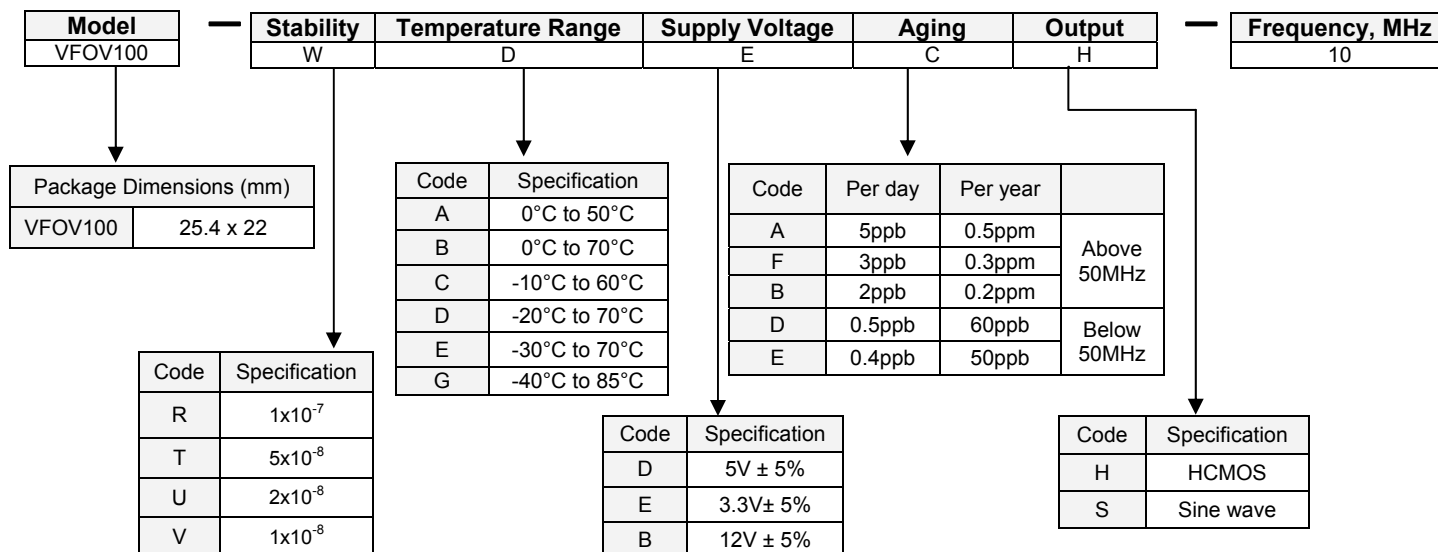 Model — Stability Temperature Range Supply Voltage Aging Output — Frequency, MHz
VFOV100 W D E C H 10
Package Dimensions (mm)
VFOV100 25.4 x 22
Code Specification
A 0°C to 50°C
B 0°C to 70°C
C -10°C to 60°C
D -20°C to 70°C
E -30°C to 70°C
G -40°C to 85°C
Code Per day Per year
A 5ppb 0.5ppm Above 50MHz
F 3ppb 0.3ppm
B 2ppb 0.2ppm
D 0.5ppb 60ppb Below 50MHz
E 0.4ppb 50ppb
Code Specification
R 1x10⁻⁷
T 5x10⁻⁸
U 2x10⁻⁸
V 1x10⁻⁸
Code Specification
D 5V ± 5%
E 3.3V± 5%
B 12V ± 5%
Code Specification
H HCMOS
S Sine wave